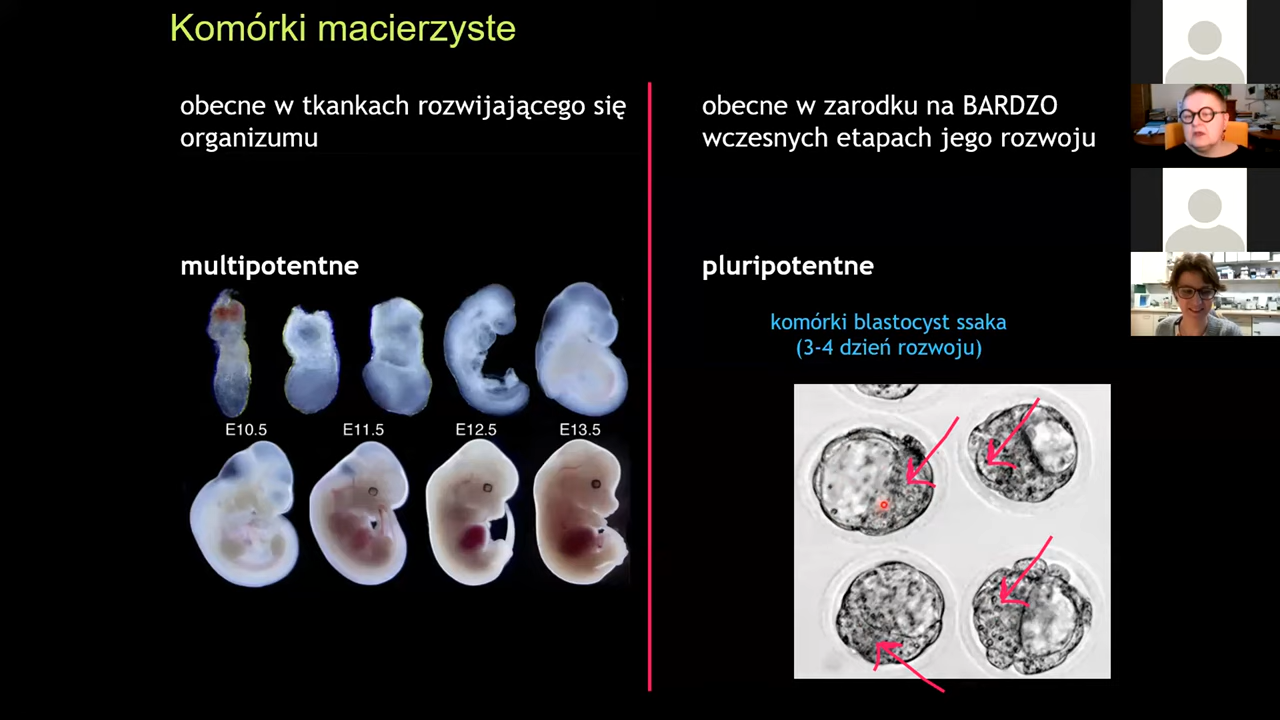 Komórki macierzyste
obecne w tkankach rozwijającego się
organizumu
multipotentne
E10.5 E11.5 E12.5 E13.5
obecne w zarodku na BARDZO
wczesnych etapach jego rozwoju
pluripotentne
komórki blastocyst ssaka
(3-4 dzień rozwoju)